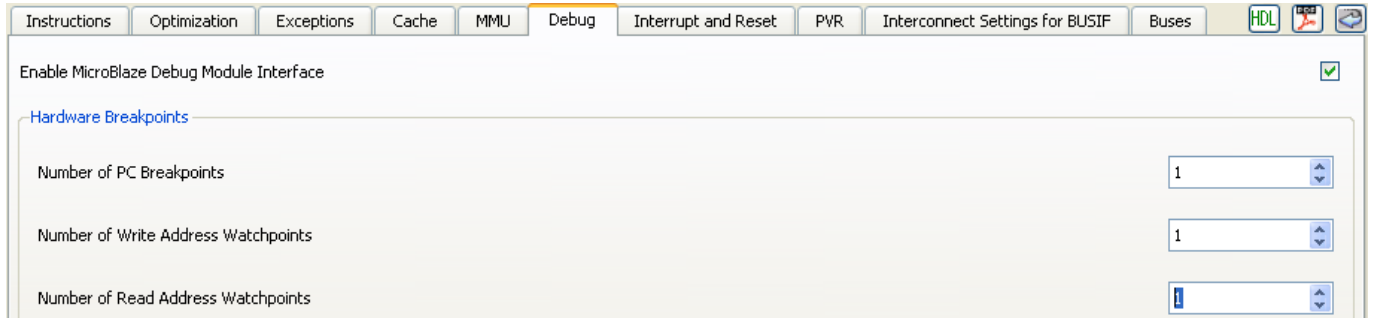 Instructions Optimization Exceptions Cache MMU Debug Interrupt and Reset PVR Interconnect Settings for BUSIF Buses HDL PDF
Enable MicroBlaze Debug Module Interface
Hardware Breakpoints
Number of PC Breakpoints 1
Number of Write Address Watchpoints 1
Number of Read Address Watchpoints 1